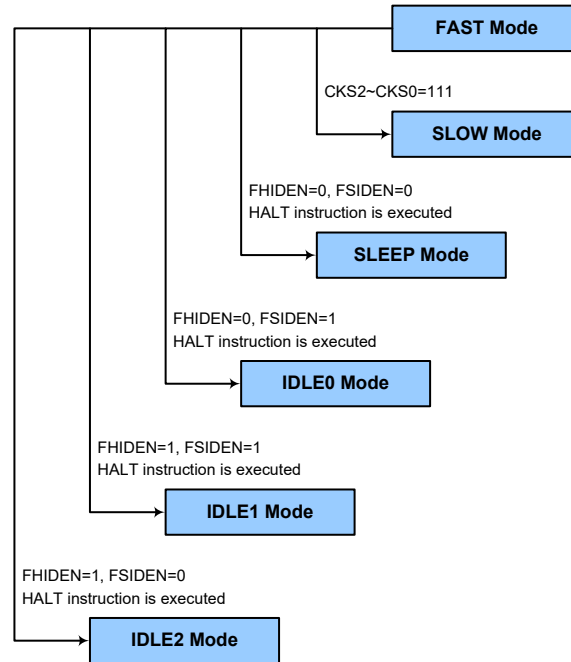 FAST Mode
CKS2~CKS0=111
SLOW Mode
FHIDEN=0, FSIDEN=0
HALT instruction is executed
SLEEP Mode
FHIDEN=0, FSIDEN=1
HALT instruction is executed
IDLE0 Mode
FHIDEN=1, FSIDEN=1
HALT instruction is executed
IDLE1 Mode
FHIDEN=1, FSIDEN=0
HALT instruction is executed
IDLE2 Mode